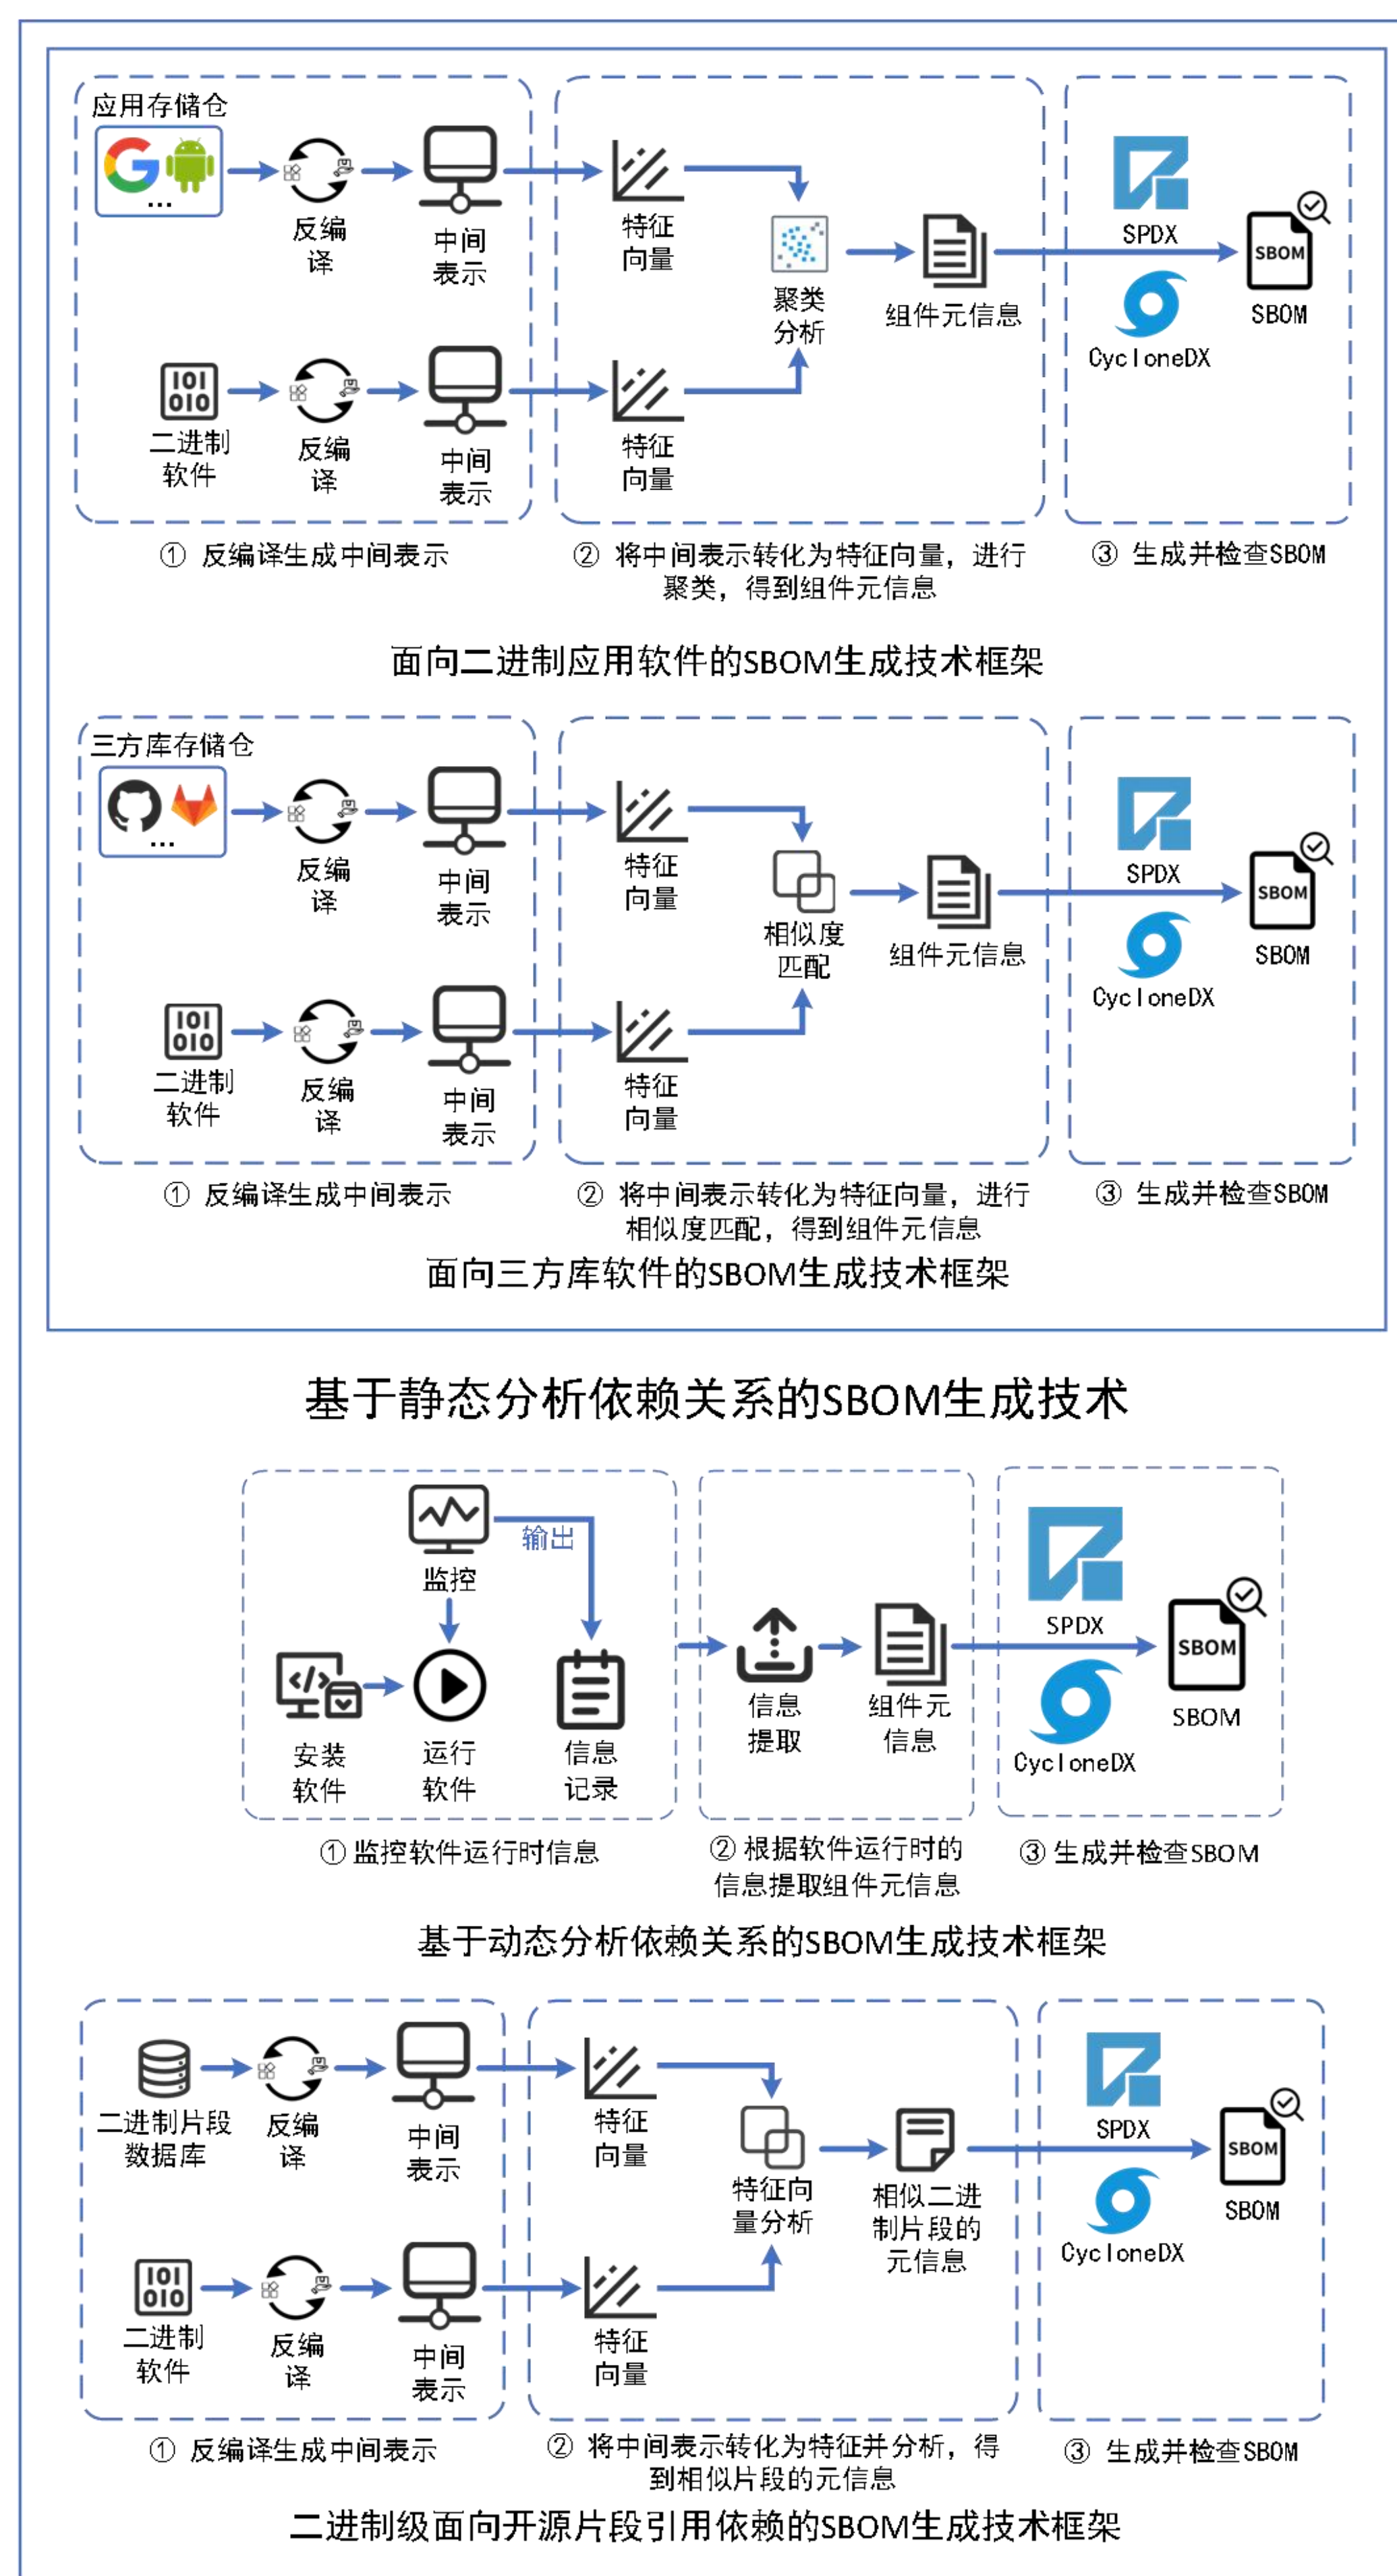 应用存储仓
...
反编
译
中间
表示
特征
向量
聚类
分析
组件元信息
SPDX
CycloneDX
SBOM
SBOM
101
010
二进制
软件
反编
译
中间
表示
特征
向量
① 反编译生成中间表示
② 将中间表示转化为特征向量，进行
聚类，得到组件元信息
③ 生成并检查SBOM
面向二进制应用软件的SBOM生成技术框架
三方库存储仓
...
反编
译
中间
表示
特征
向量
相似度
匹配
组件元信息
SPDX
CycloneDX
SBOM
SBOM
101
010
二进制
软件
反编
译
中间
表示
特征
向量
① 反编译生成中间表示
② 将中间表示转化为特征向量，进行
相似度匹配，得到组件元信息
③ 生成并检查SBOM
面向三方库软件的SBOM生成技术框架
基于静态分析依赖关系的SBOM生成技术
监控
输出
安装
软件
运行
软件
信息
记录
信息
提取
组件元
信息
SPDX
CycloneDX
SBOM
SBOM
① 监控软件运行时信息
② 根据软件运行时的
信息提取组件元信息
③ 生成并检查SBOM
基于动态分析依赖关系的SBOM生成技术框架
二进制片段
数据库
反编
译
中间
表示
特征
向量
特征向
量分析
相似二进
制片段的
元信息
SPDX
CycloneDX
SBOM
SBOM
101
010
二进制
软件
反编
译
中间
表示
特征
向量
① 反编译生成中间表示
② 将中间表示转化为特征并分析，得
到相似片段的元信息
③ 生成并检查SBOM
二进制级面向开源片段引用依赖的SBOM生成技术框架